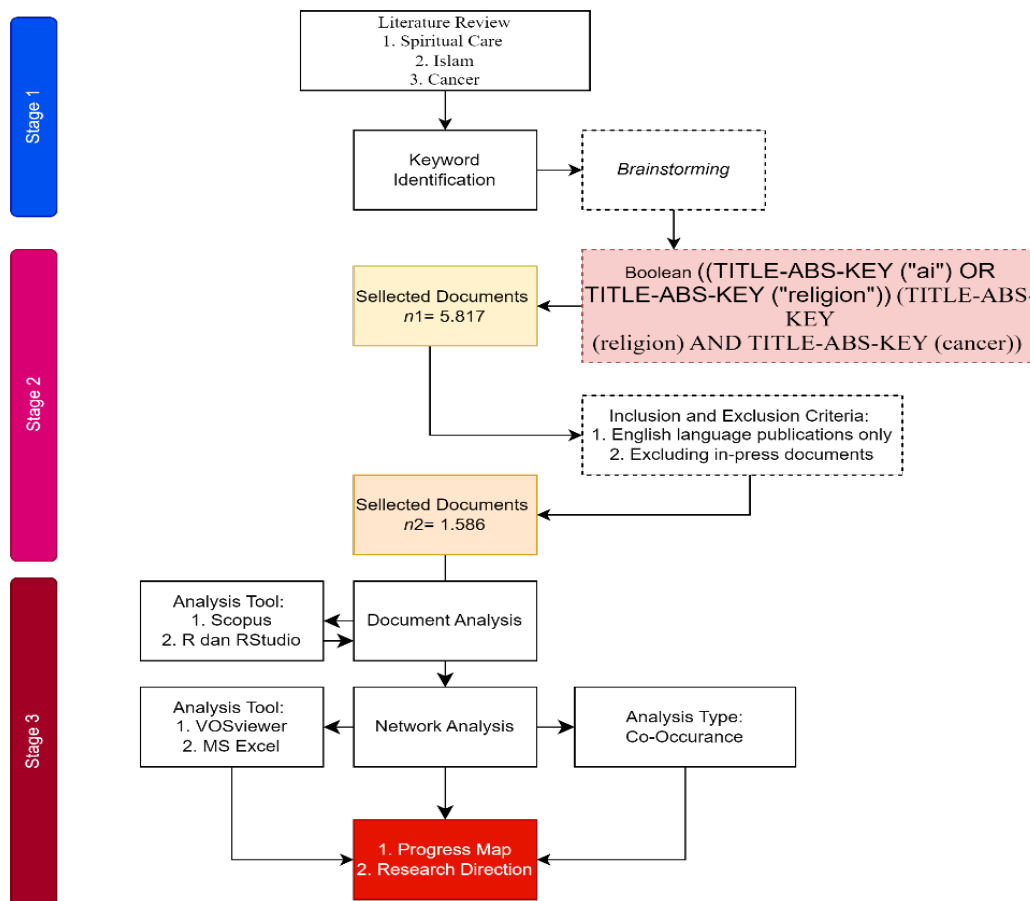 Stage 1
Literature Review
1. Spiritual Care
2. Islam
3. Cancer
Keyword
Identification
Brainstorming
Stage 2
Boolean ((TITLE-ABS-KEY ("ai") OR
TITLE-ABS-KEY ("religion")) (TITLE-ABS-
KEY
(religion) AND TITLE-ABS-KEY (cancer))
Sellected Documents
n1= 5.817
Inclusion and Exclusion Criteria:
1. English language publications only
2. Excluding in-press documents
Sellected Documents
n2= 1.586
Stage 3
Analysis Tool:
1. Scopus
2. R dan RStudio
Document Analysis
Analysis Tool:
1. VOSviewer
2. MS Excel
Network Analysis
Analysis Type:
Co-Occurance
1. Progress Map
2. Research Direction